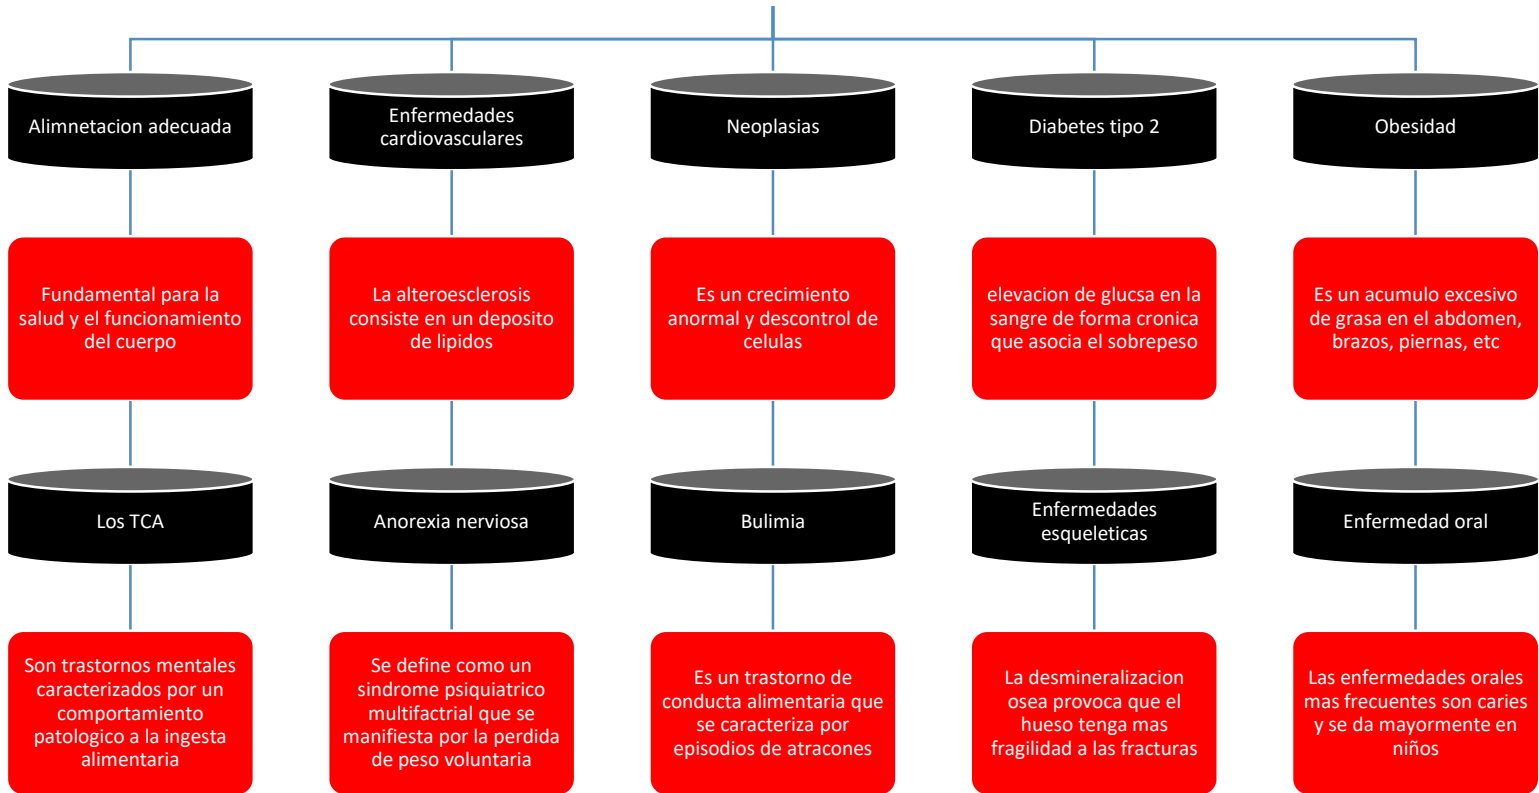 Alimnetacion adecuada
Enfermedades
cardiovasculares
Neoplasias
Diabetes tipo 2
Obesidad
Fundamental para la
salud y el funcionamiento
del cuerpo
La alteroesclerosis
consiste en un deposito
de lipidos
Es un crecimiento
anormal y descontrol de
celulas
elevacion de glucsa en la
sangre de forma cronica
que asocia el sobrepeso
Es un acumulo excesivo
de grasa en el abdomen,
brazos, piernas, etc
Los TCA
Anorexia nerviosa
Bulimia
Enfermedades
esqueleticas
Enfermedad oral
Son trastornos mentales
caracterizados por un
comportamiento
patologico a la ingesta
alimentaria
Se define como un
sindrome psiquiatrico
multifactrial que se
manifiesta por la perdida
de peso voluntaria
Es un trastorno de
conducta alimentaria que
se caracteriza por
episodios de atracones
La desmineralizacion
osea provoca que el
hueso tenga mas
fragilidad a las fracturas
Las enfermedades orales
mas frecuentes son caries
y se da mayormente en
niños